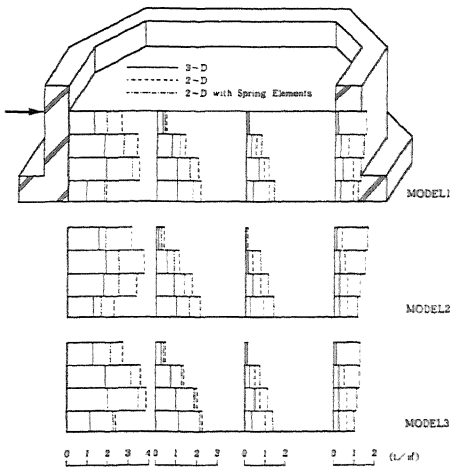 3-D
2-D
2-D with Spring Elements
MODEL1
MODEL2
MODEL3
0 1 2 3 4 0 1 2 3 0 1 2 0 1 2 (t/㎡)